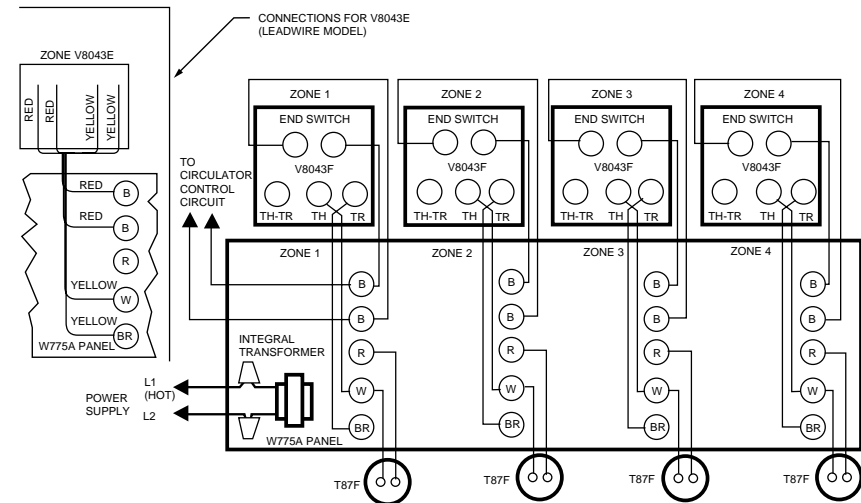 CONNECTIONS FOR V8043E
(LEADWIRE MODEL)
ZONE V8043E
RED
RED
YELLOW
YELLOW
RED
B
RED
B
R
YELLOW
W
YELLOW
BR
W775A PANEL
TO
CIRCULATOR
CONTROL
CIRCUIT
ZONE 1
END SWITCH
V8043F
TH-TR
TH
TR
ZONE 2
END SWITCH
V8043F
TH-TR
TH
TR
ZONE 3
END SWITCH
V8043F
TH-TR
TH
TR
ZONE 4
END SWITCH
V8043F
TH-TR
TH
TR
ZONE 1
B
B
R
W
BR
ZONE 2
B
B
R
W
BR
ZONE 3
B
B
R
W
BR
ZONE 4
B
B
R
W
BR
INTEGRAL
TRANSFORMER
L1
(HOT)
POWER
SUPPLY
L2
W775A PANEL
T87F
T87F
T87F
T87F